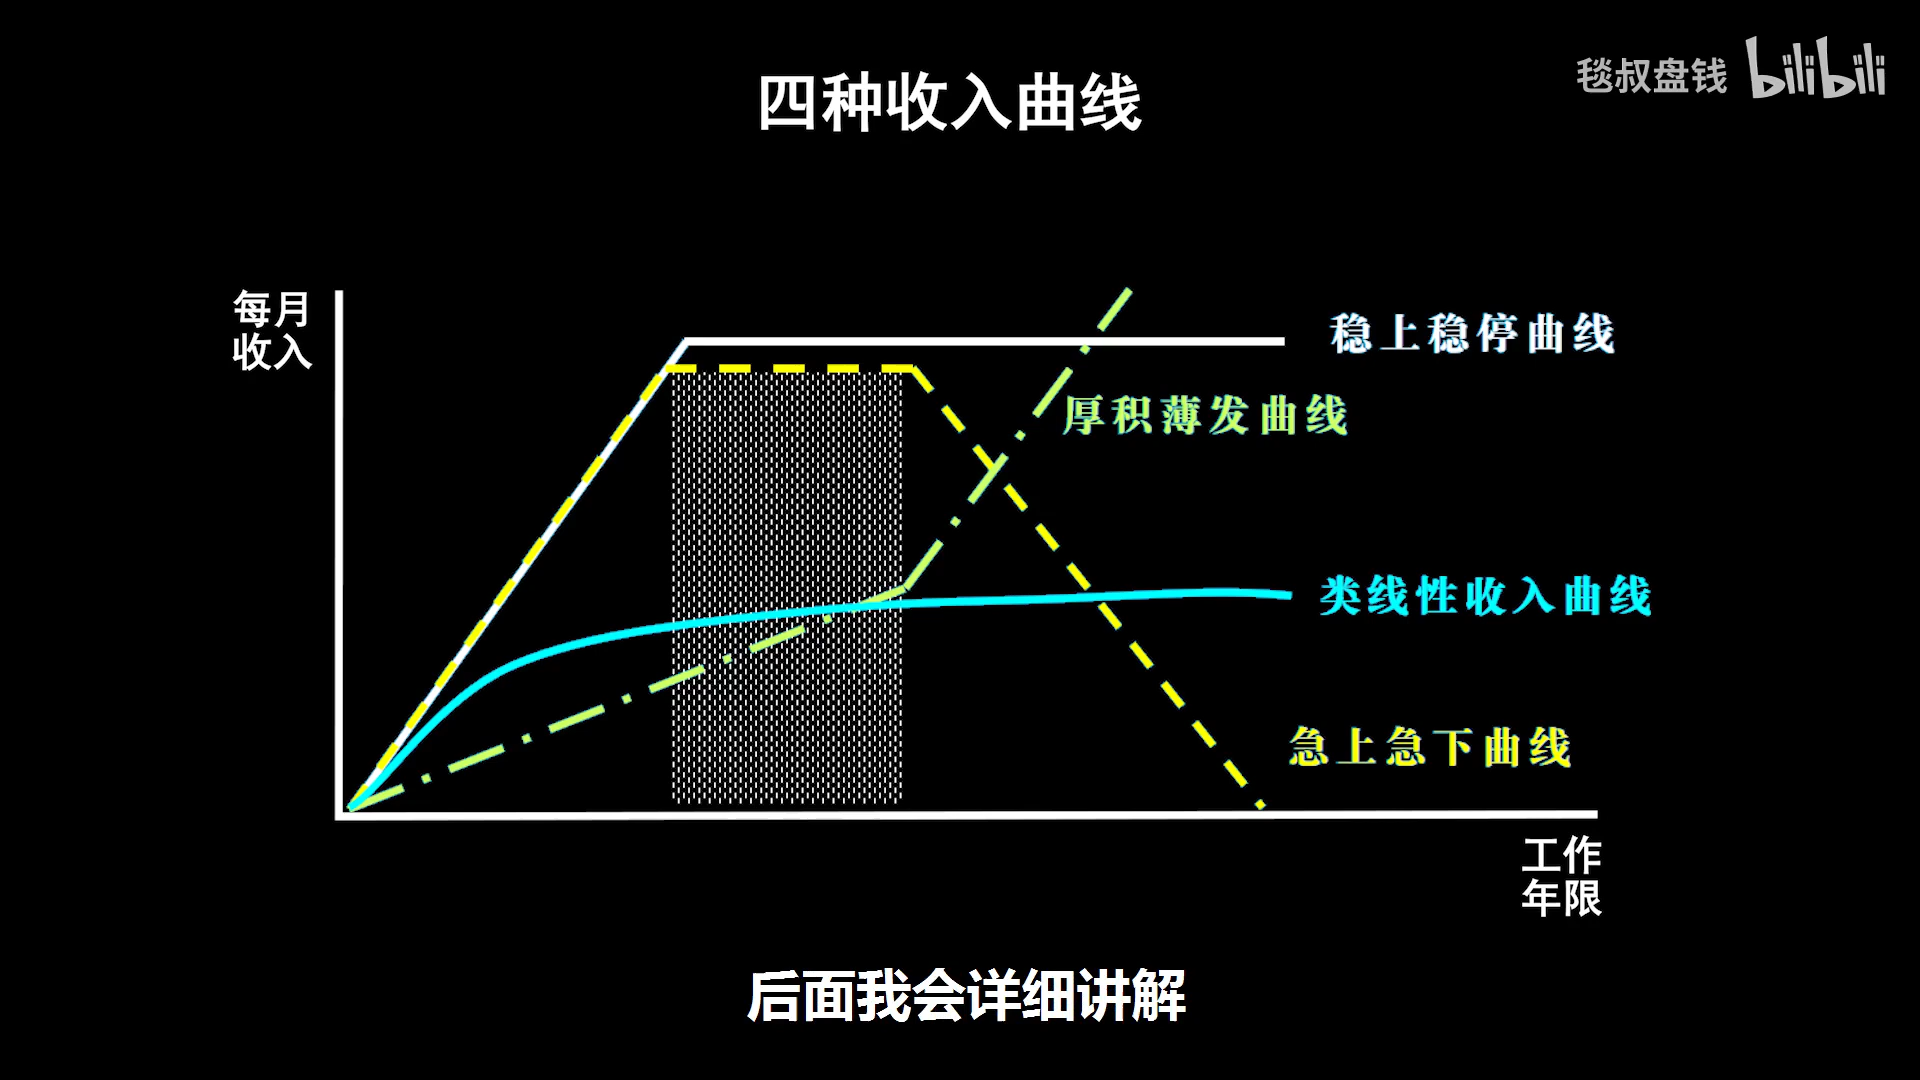 毯叔盘钱 bilibili
四种收入曲线
每月
收入
稳上稳停曲线
厚积薄发曲线
类线性收入曲线
急上急下曲线
工作
年限
后面我会详细讲解